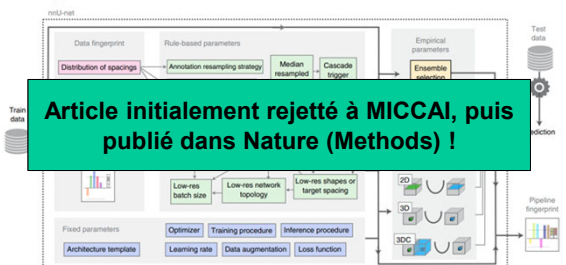 nnU-net
Data fingerprint
Rule-based parameters
Empirical
parameters
Test
data
Distribution of spacings
Annotation resampling strategy
Median
resampled
Cascade
trigger
Ensemble
selection
Train
data
Article initialement rejetté à MICCAI, puis
publié dans Nature (Methods) !
Low-res
batch size
Low-res network
topology
Low-res shapes or
target spacing
2D
3D
3DC
Pipeline
fingerprint
Fixed parameters
Optimizer
Training procedure
Inference procedure
Architecture template
Learning rate
Data augmentation
Loss function